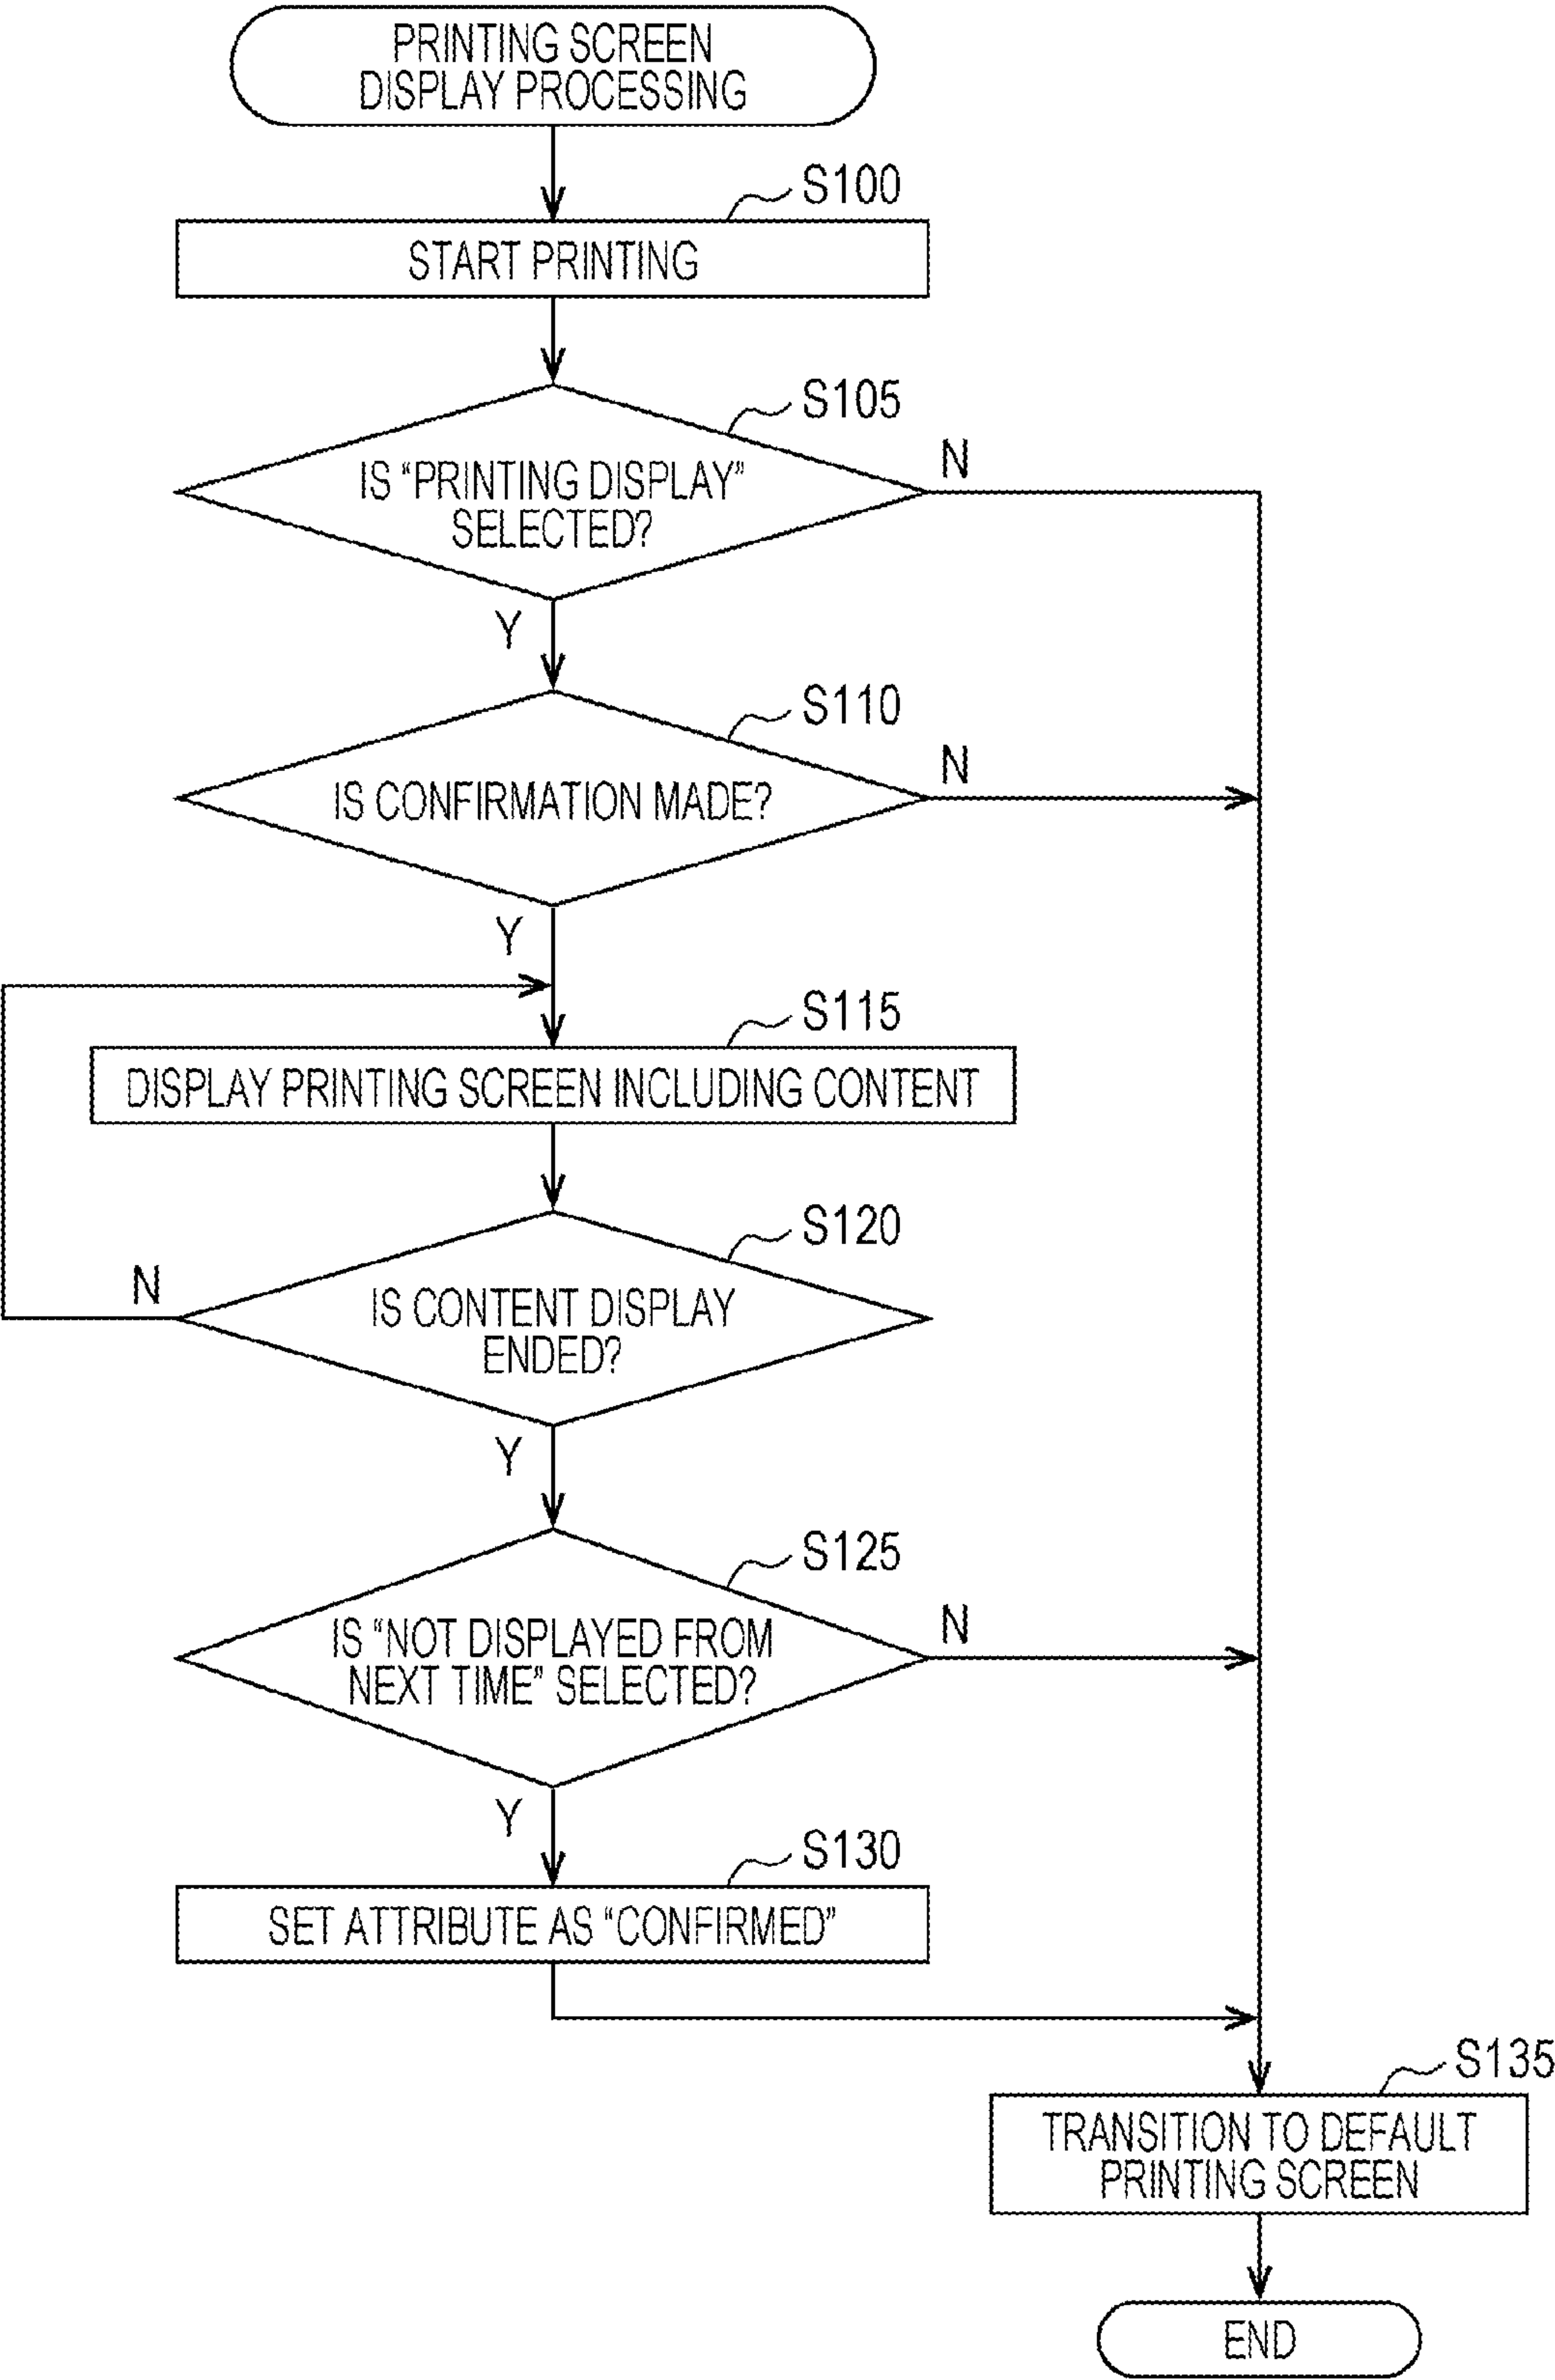 PRINTING SCREEN
DISPLAY PROCESSING
S100
START PRINTING
S105
IS “PRINTING DISPLAY”
SELECTED?
N
Y
S110
IS CONFIRMATION MADE?
N
Y
S115
DISPLAY PRINTING SCREEN INCLUDING CONTENT
S120
IS CONTENT DISPLAY
ENDED?
N
Y
S125
IS “NOT DISPLAYED FROM
NEXT TIME” SELECTED?
N
Y
S130
SET ATTRIBUTE AS “CONFIRMED”
S135
TRANSITION TO DEFAULT
PRINTING SCREEN
END